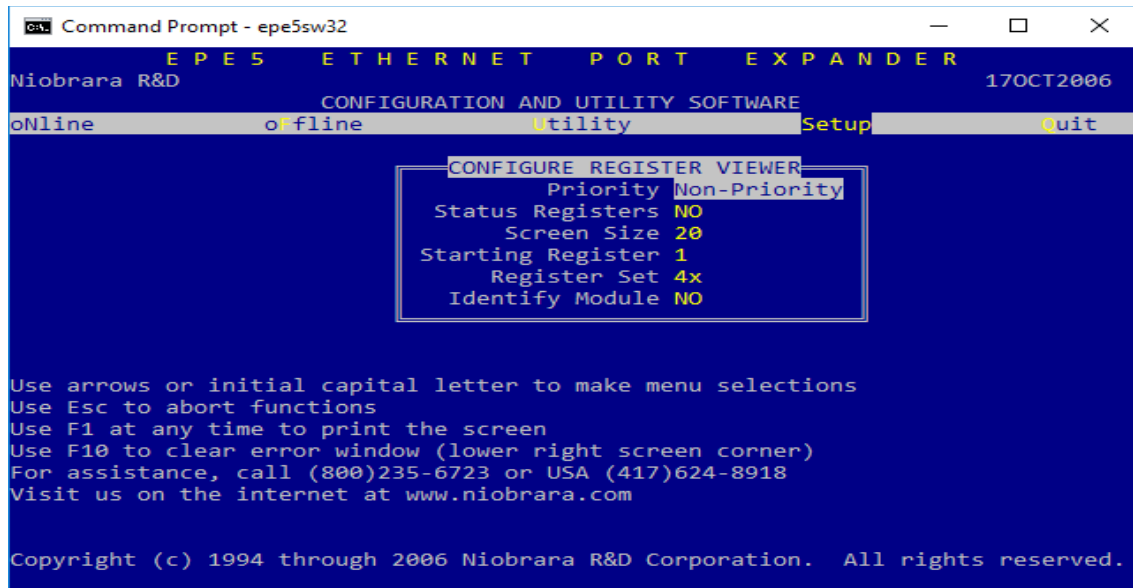 Command Prompt - epe5sw32
E P E 5 E T H E R N E T P O R T E X P A N D E R
Niobrara R&D 17OCT2006
CONFIGURATION AND UTILITY SOFTWARE
oNline oFfline Utility Setup Quit
CONFIGURE REGISTER VIEWER
Priority Non-Priority
Status Registers NO
Screen Size 20
Starting Register 1
Register Set 4x
Identify Module NO
Use arrows or initial capital letter to make menu selections
Use Esc to abort functions
Use F1 at any time to print the screen
Use F10 to clear error window (lower right screen corner)
For assistance, call (800)235-6723 or USA (417)624-8918
Visit us on the internet at www.niobrara.com
Copyright (c) 1994 through 2006 Niobrara R&D Corporation. All rights reserved.